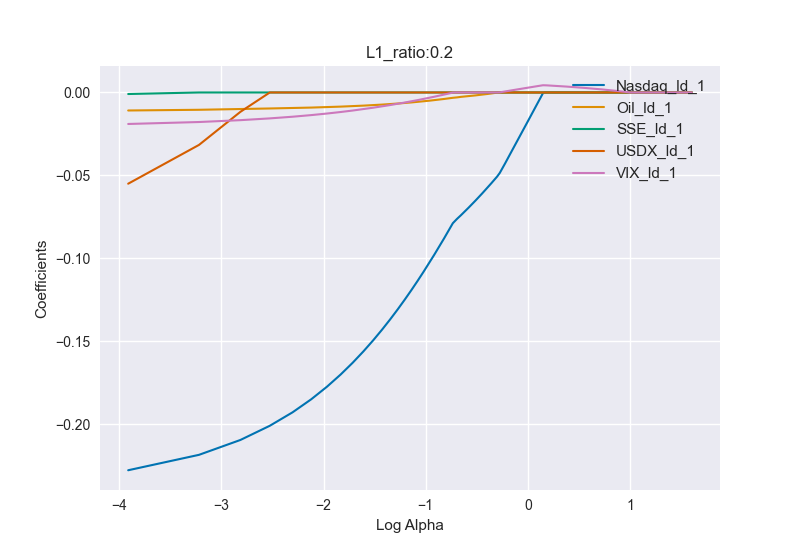 L1_ratio:0.2
0.00
−0.05
−0.10
−0.15
−0.20
Coefficients
Nasdaq_ld_1
Oil_ld_1
SSE_ld_1
USDX_ld_1
VIX_ld_1
−4 −3 −2 −1 0 1
Log Alpha